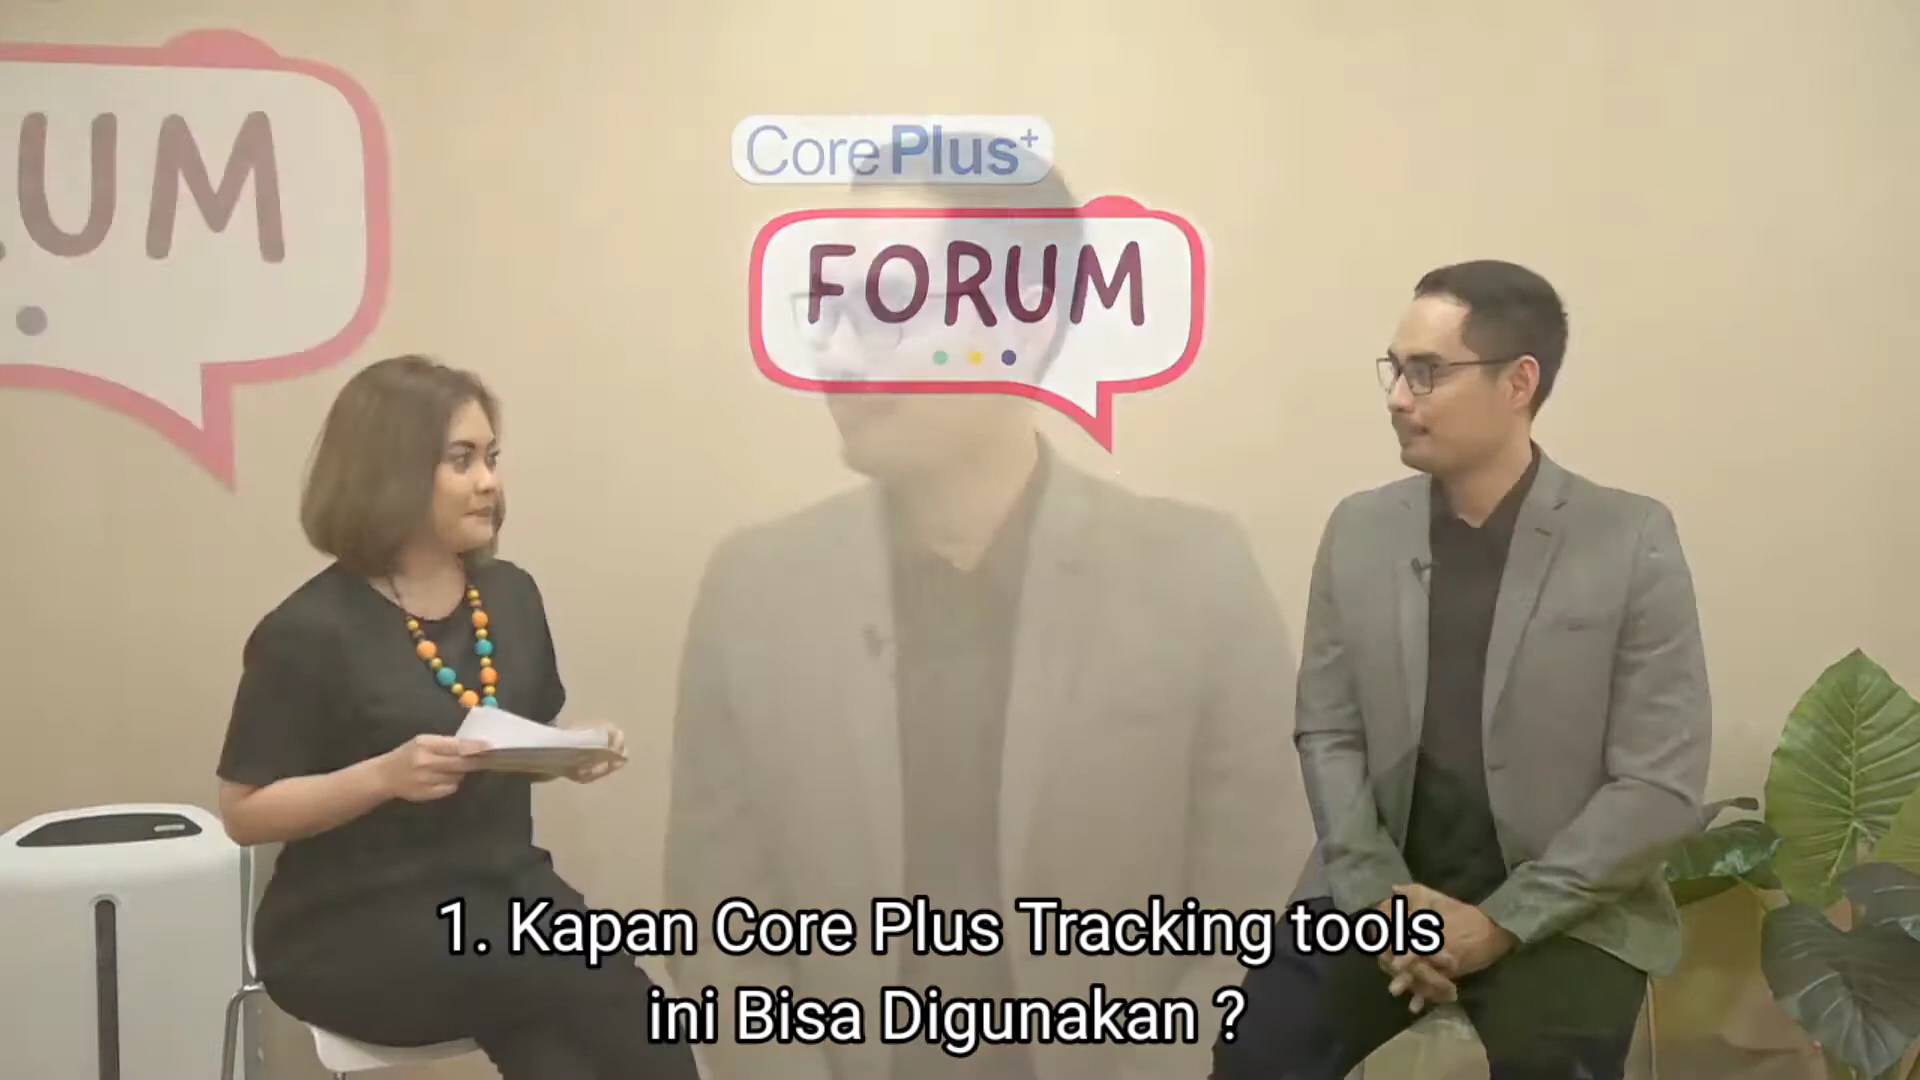 UM
Core Plus+
FORUM
1. Kapan Core Plus Tracking tools
ini Bisa Digunakan ?